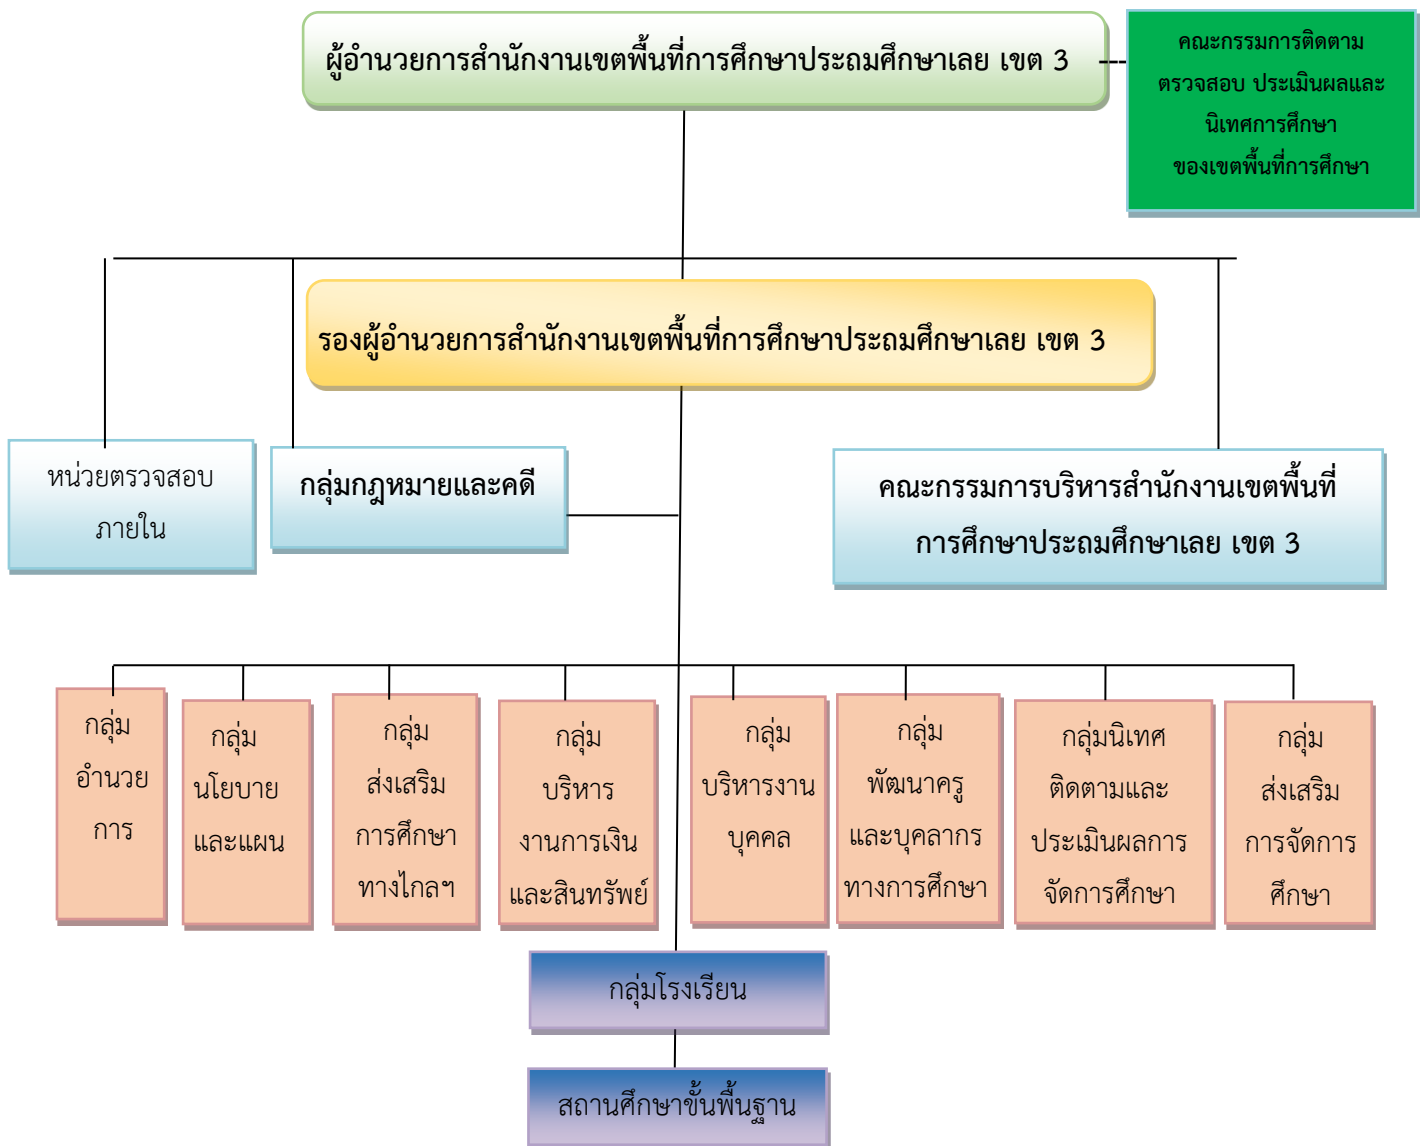 ผู้อำนวยการสำนักงานเขตพื้นที่การศึกษาประถมศึกษาเลย เขต 3
คณะกรรมการติดตาม
ตรวจสอบ ประเมินผลและ
นิเทศการศึกษา
ของเขตพื้นที่การศึกษา
รองผู้อำนวยการสำนักงานเขตพื้นที่การศึกษาประถมศึกษาเลย เขต 3
หน่วยตรวจสอบ
ภายใน
กลุ่มกฎหมายและคดี
คณะกรรมการบริหารสำนักงานเขตพื้นที่
การศึกษาประถมศึกษาเลย เขต 3
กลุ่ม
อำนวย
การ
กลุ่ม
นโยบาย
และแผน
กลุ่ม
ส่งเสริม
การศึกษา
ทางไกลฯ
กลุ่ม
บริหาร
งานการเงิน
และสินทรัพย์
กลุ่ม
บริหารงาน
บุคคล
กลุ่ม
พัฒนาครู
และบุคลากร
ทางการศึกษา
กลุ่มนิเทศ
ติดตามและ
ประเมินผลการ
จัดการศึกษา
กลุ่ม
ส่งเสริม
การจัดการ
ศึกษา
กลุ่มโรงเรียน
สถานศึกษาขั้นพื้นฐาน